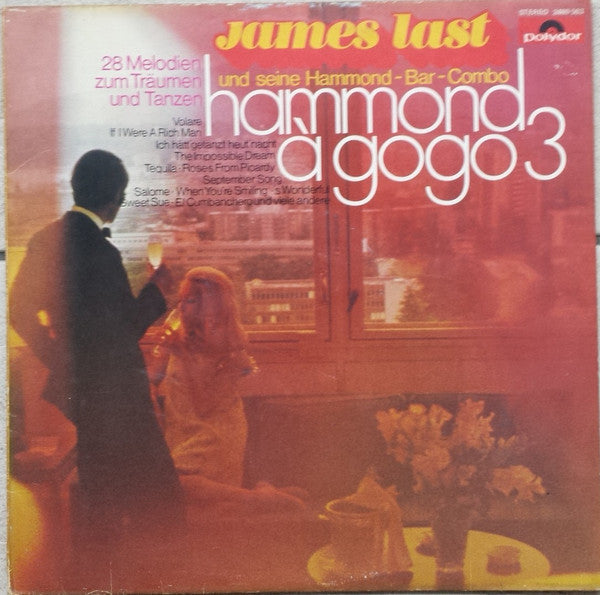 STEREO
polydor
James Last
und seine Hammond-Bar-Combo
28 Melodien
zum Träumen
und Tanzen
hammond
à gogo 3
Volare
If I Were A Rich Man
Ich hätt getanzt heut nacht
The Impossible Dream
Tequila · Roses From Picardy
September Song
Salome · When You're Smiling · 's Wonderful
Sweet Sue · El Cumbanchero und viele andere